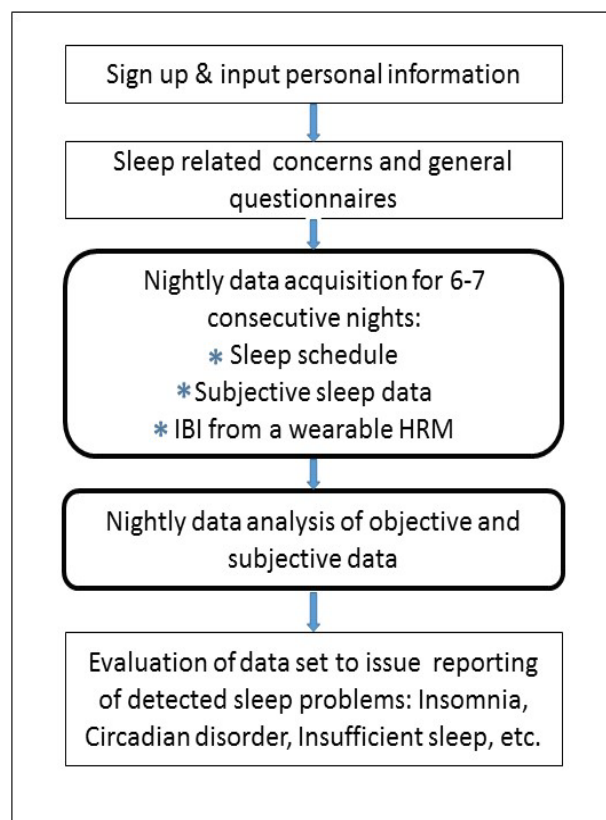 Sign up & input personal information
Sleep related concerns and general
questionnaires
Nightly data acquisition for 6-7
consecutive nights:
* Sleep schedule
* Subjective sleep data
* IBI from a wearable HRM
Nightly data analysis of objective and
subjective data
Evaluation of data set to issue reporting
of detected sleep problems: Insomnia,
Circadian disorder, Insufficient sleep, etc.